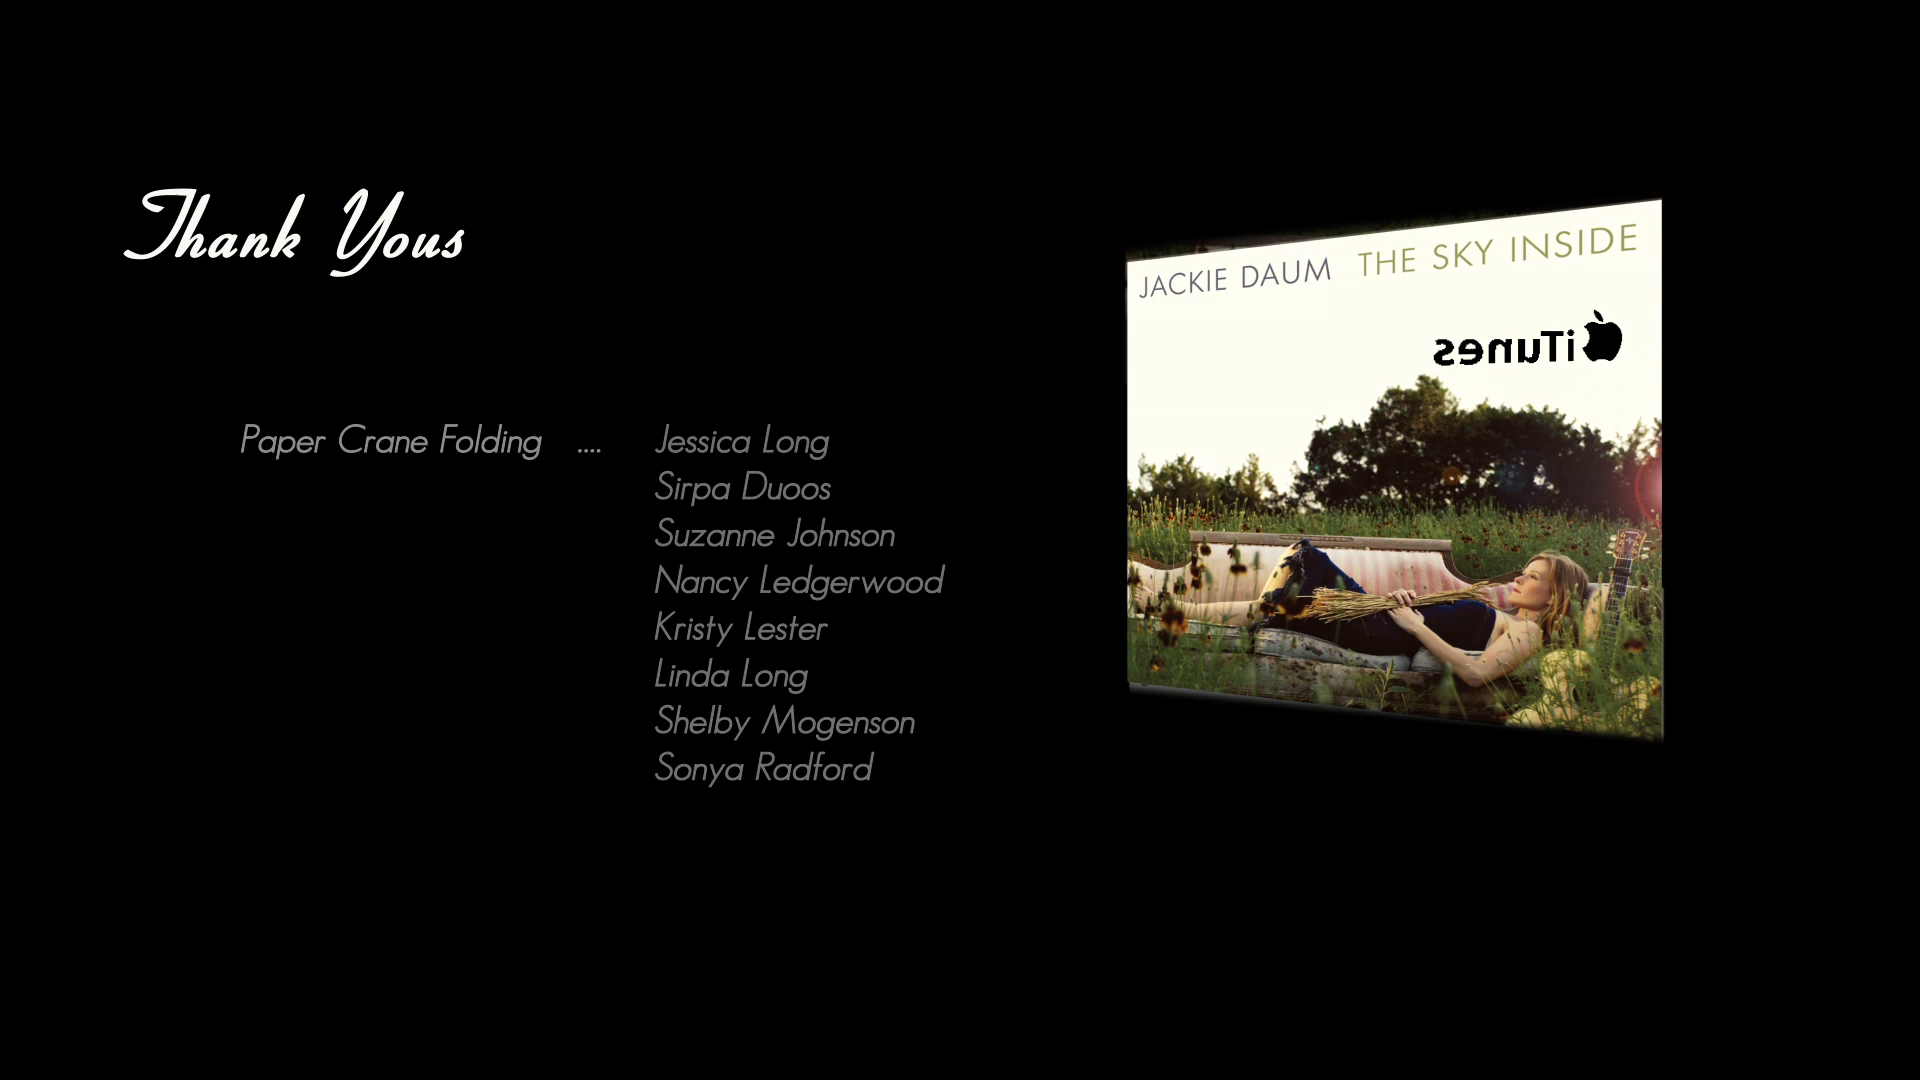 Thank Yous
Paper Crane Folding .... Jessica Long
Sirpa Duoos
Suzanne Johnson
Nancy Ledgerwood
Kristy Lester
Linda Long
Shelby Mogenson
Sonya Radford
JACKIE DAUM THE SKY INSIDE
iTunes